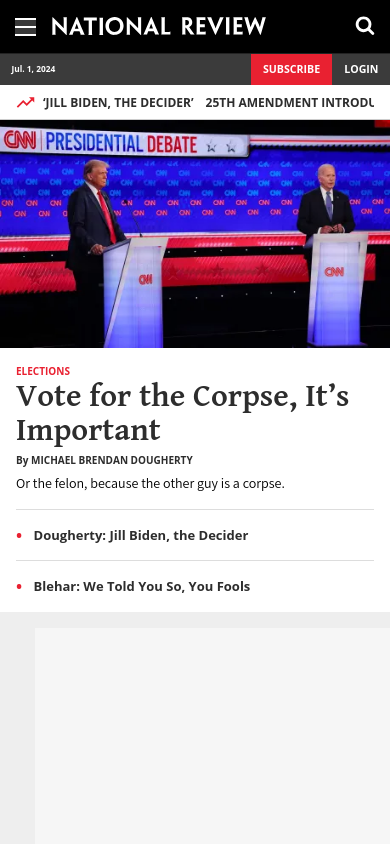 NATIONAL REVIEW
Jul. 1, 2024
SUBSCRIBE
LOGIN
'JILL BIDEN, THE DECIDER' 25TH AMENDMENT INTRODU
CNN PRESIDENTIAL DEBATE
CNN
CNN
ELECTIONS
Vote for the Corpse, It’s
Important
By MICHAEL BRENDAN DOUGHERTY
Or the felon, because the other guy is a corpse.
• Dougherty: Jill Biden, the Decider
• Blehar: We Told You So, You Fools